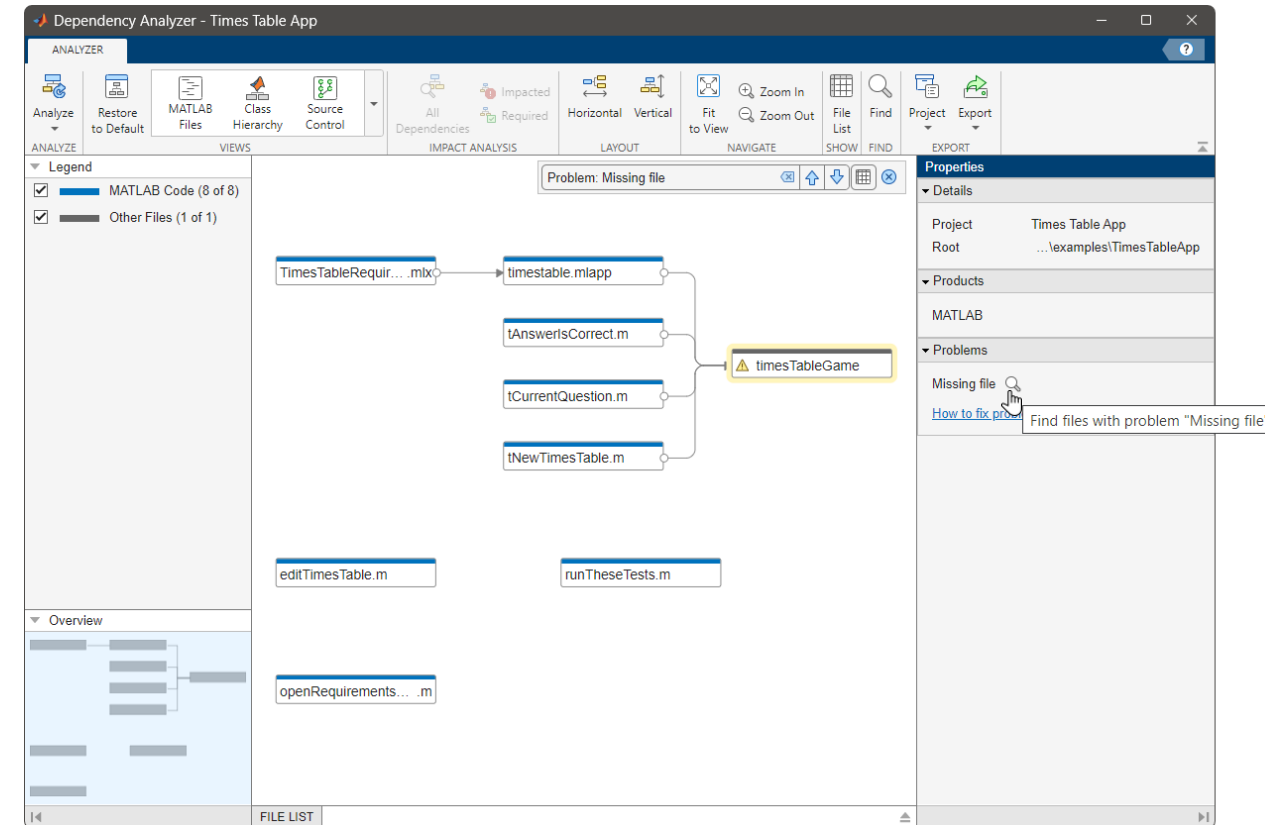 Dependency Analyzer - Times Table App
ANALYZER
?
Analyze
Restore to Default
MATLAB Files
Class Hierarchy
Source Control
All Dependencies
Impacted
Required
Horizontal
Vertical
Fit to View
Zoom In
Zoom Out
File List
Find
Project
Export
ANALYZE
VIEWS
IMPACT ANALYSIS
LAYOUT
NAVIGATE
SHOW
FIND
EXPORT
Legend
MATLAB Code (8 of 8)
Other Files (1 of 1)
Problem: Missing file
TimesTableRequir... .mlx
timestable.mlapp
tAnswerIsCorrect.m
timesTableGame
tCurrentQuestion.m
tNewTimesTable.m
editTimesTable.m
runTheseTests.m
openRequirements... .m
Properties
Details
Project Times Table App
Root ...\examples\TimesTableApp
Products
MATLAB
Problems
Missing file
How to fix pro
Find files with problem "Missing file"
Overview
FILE LIST